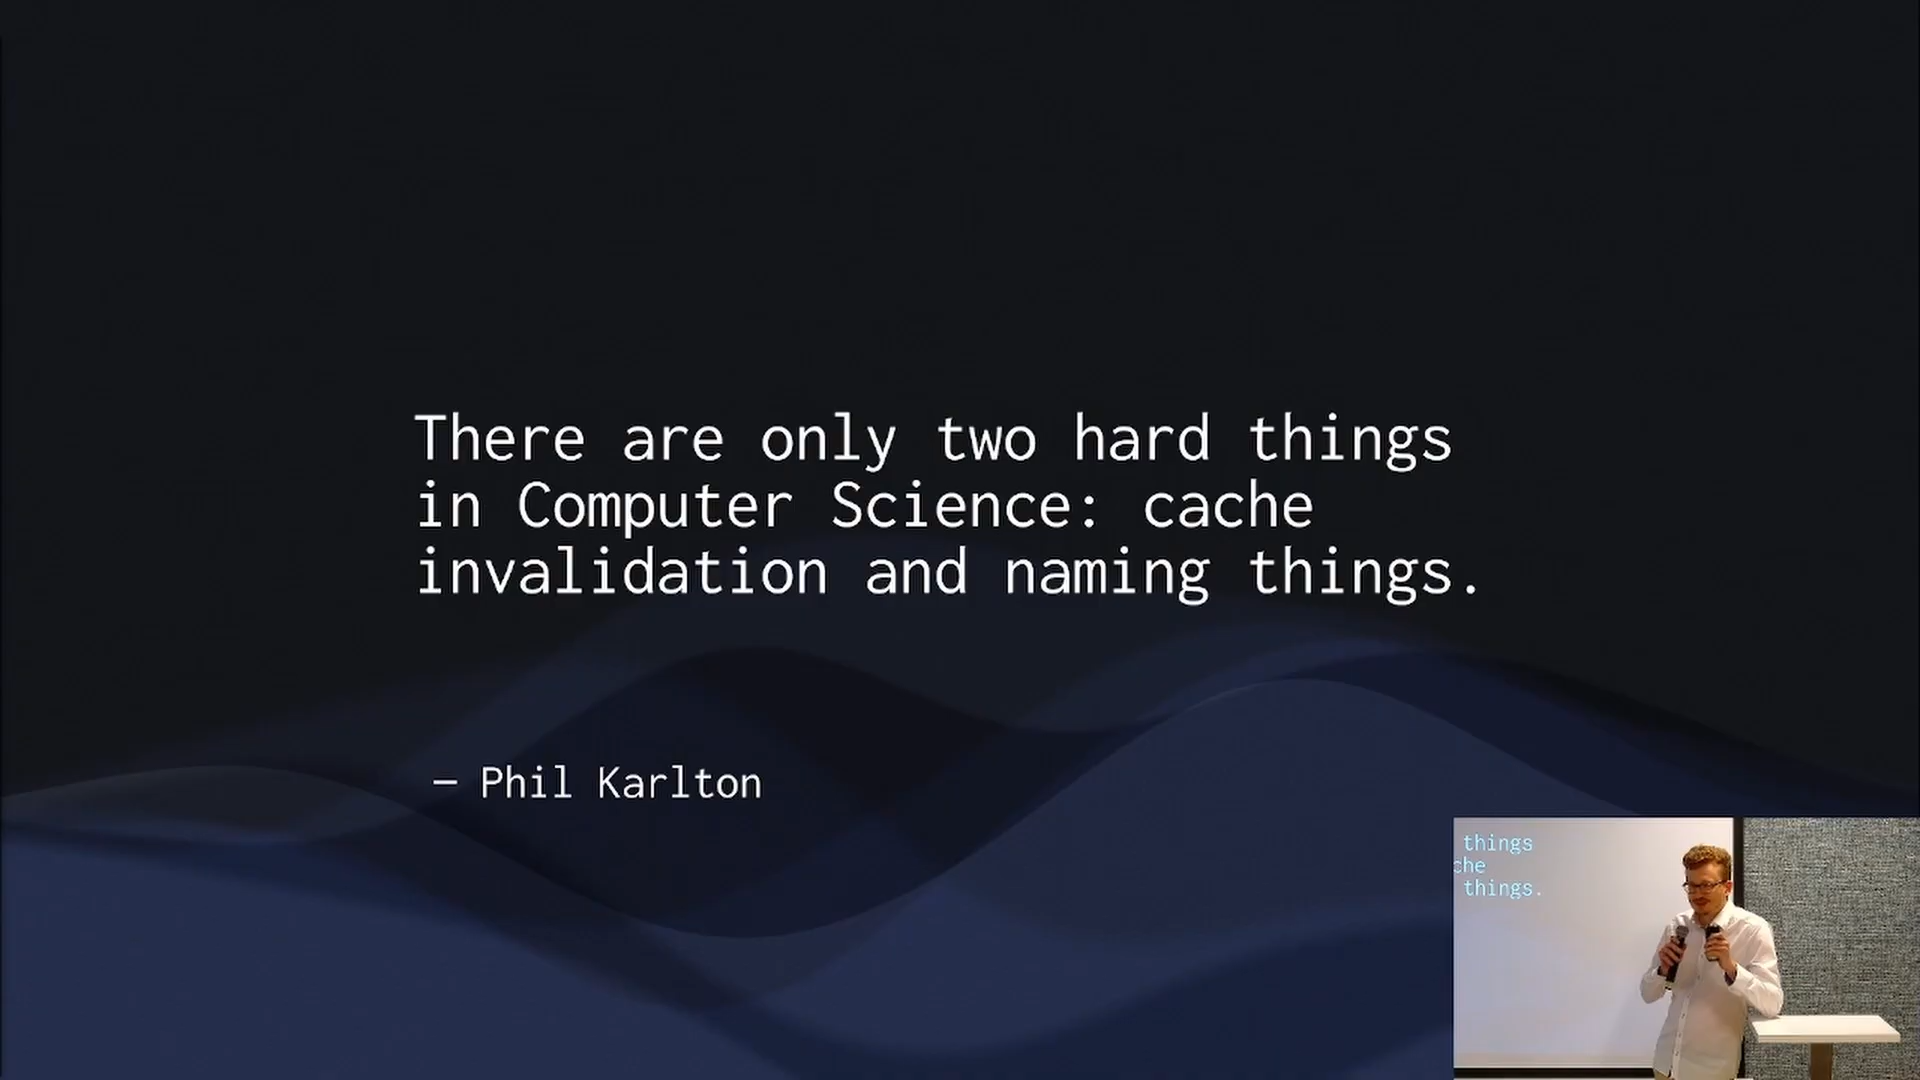 There are only two hard things
in Computer Science: cache
invalidation and naming things.
— Phil Karlton
things
che
things.